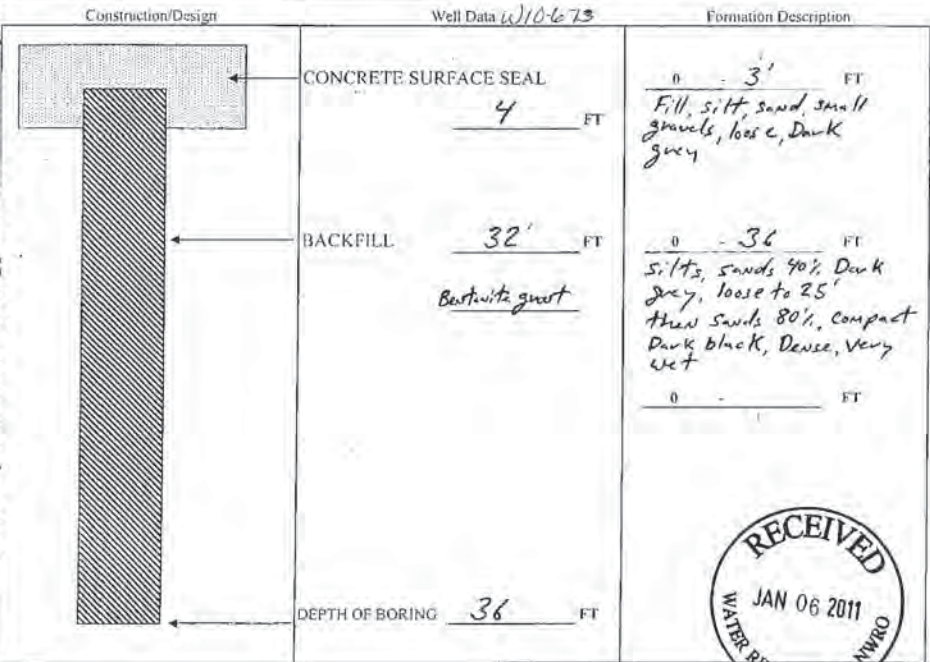 Construction/Design
Well Data W10-673
Formation Description
CONCRETE SURFACE SEAL
4 FT
BACKFILL 32' FT
Bentonite grout
DEPTH OF BORING 36 FT
0 - 3' FT
Fill, silt, sand, small
gravels, loose, Dark
grey
0 - 36 FT
Silts, sands 40% Dark
grey, loose to 25'
then sands 80%, compact
Dark black, Dense, very
wet
0 - FT
RECEIVED
JAN 06 2011
WATER NWRO